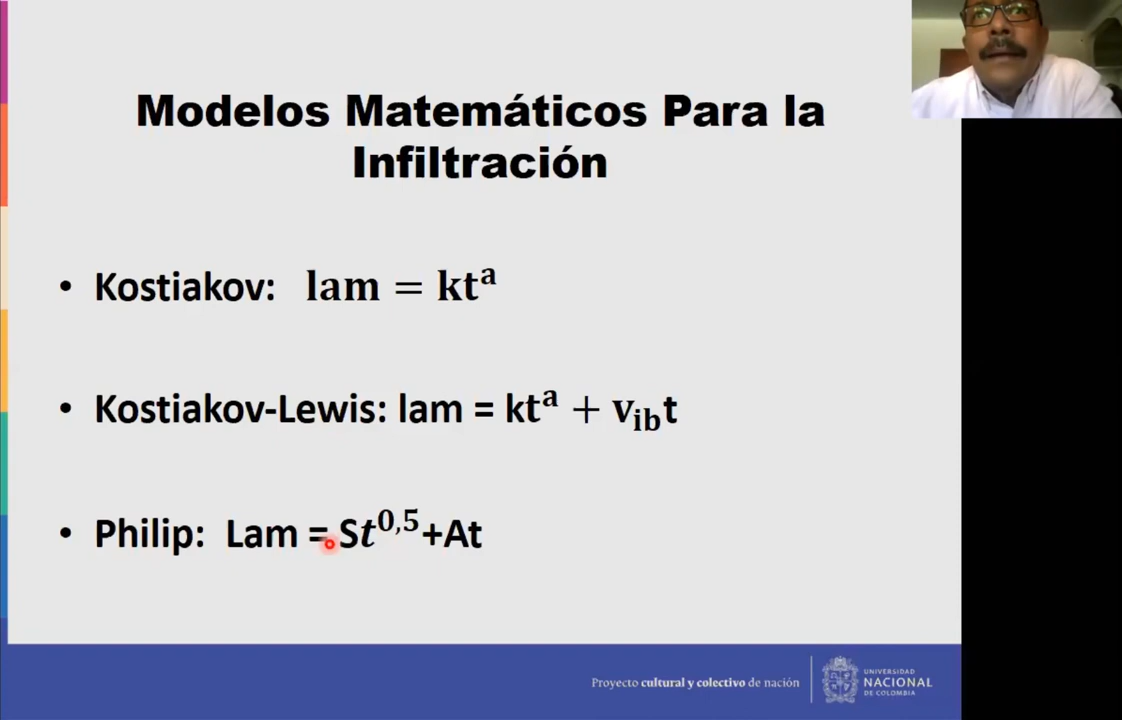 Modelos Matemáticos Para la
Infiltración
• Kostiakov: lam = kt^a
• Kostiakov-Lewis: lam = kt^a + v_ib t
• Philip: Lam = St^0,5+At
Proyecto cultural y colectivo de nación
UNIVERSIDAD
NACIONAL
DE COLOMBIA